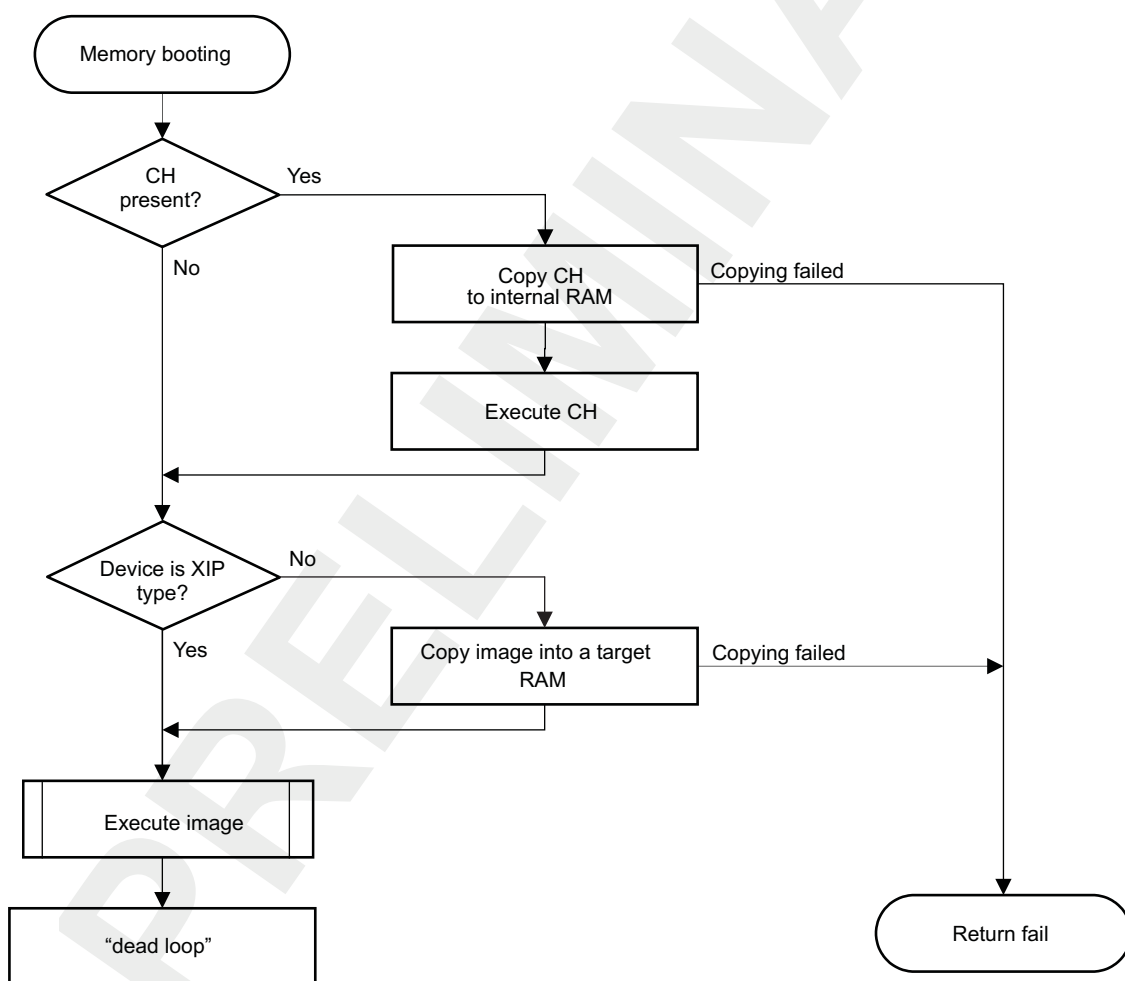 Memory booting
CH
present?
Yes
No
Copy CH
to internal RAM
Copying failed
Execute CH
Device is XIP
type?
No
Yes
Copy image into a target
RAM
Copying failed
Execute image
“dead loop”
Return fail
PRELIMINA